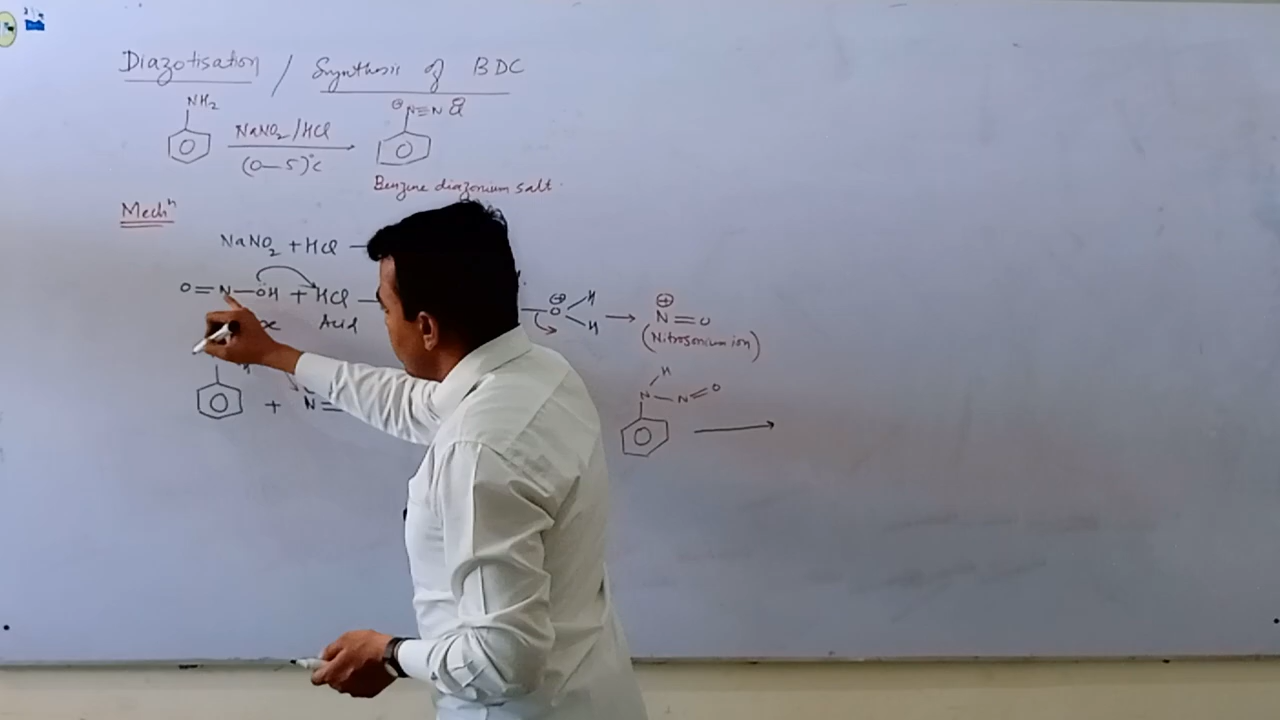 Diazotisation / Synthesis of BDC
NH2
NaNO2/HCl
(0—5)°C
⊕N≡N Cl⊖
Benzene diazonium salt
Mechn
NaNO2 + HCl
O=N—ÖH + HCl
Acid
⊕
O
H
H
⊕
N=O
(Nitrosonium ion)
H
N—N=O
+ N=